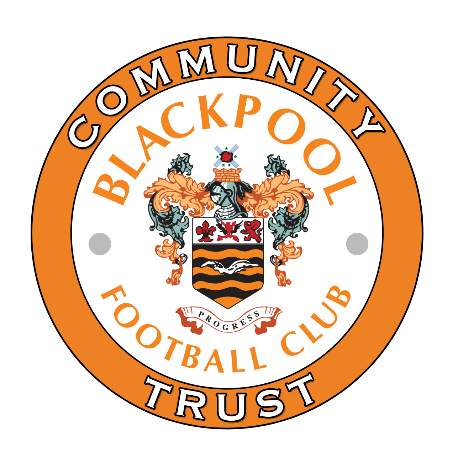 COMMUNITY
BLACKPOOL
PROGRESS
FOOTBALL CLUB
TRUST